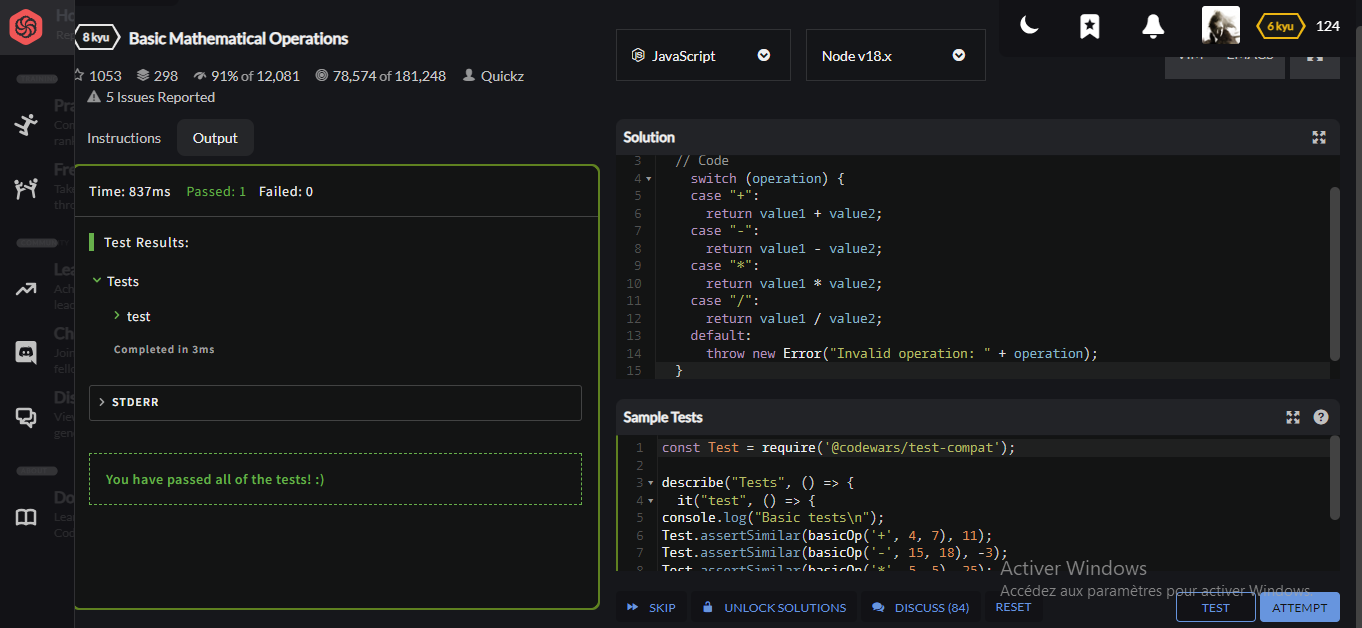 8 kyu
Basic Mathematical Operations
1053 298 91% of 12,081 78,574 of 181,248 Quickz
5 Issues Reported
Instructions
Output
Time: 837ms Passed: 1 Failed: 0
Test Results:
Tests
test
Completed in 3ms
STDERR
You have passed all of the tests! :)
JavaScript
Node v18.x
6 kyu
124
VIM
EMACS
Solution
3 // Code
4 switch (operation) {
5 case "+":
6 return value1 + value2;
7 case "-":
8 return value1 - value2;
9 case "*":
10 return value1 * value2;
11 case "/":
12 return value1 / value2;
13 default:
14 throw new Error("Invalid operation: " + operation);
15 }
Sample Tests
1 const Test = require('@codewars/test-compat');
2
3 describe("Tests", () => {
4 it("test", () => {
5 console.log("Basic tests\n");
6 Test.assertSimilar(basicOp('+', 4, 7), 11);
7 Test.assertSimilar(basicOp('-', 15, 18), -3);
8 Test.assertSimilar(basicOp('*', 5, 5), 25);
Activer Windows
Accédez aux paramètres pour activer Windows.
SKIP
UNLOCK SOLUTIONS
DISCUSS (84)
RESET
TEST
ATTEMPT